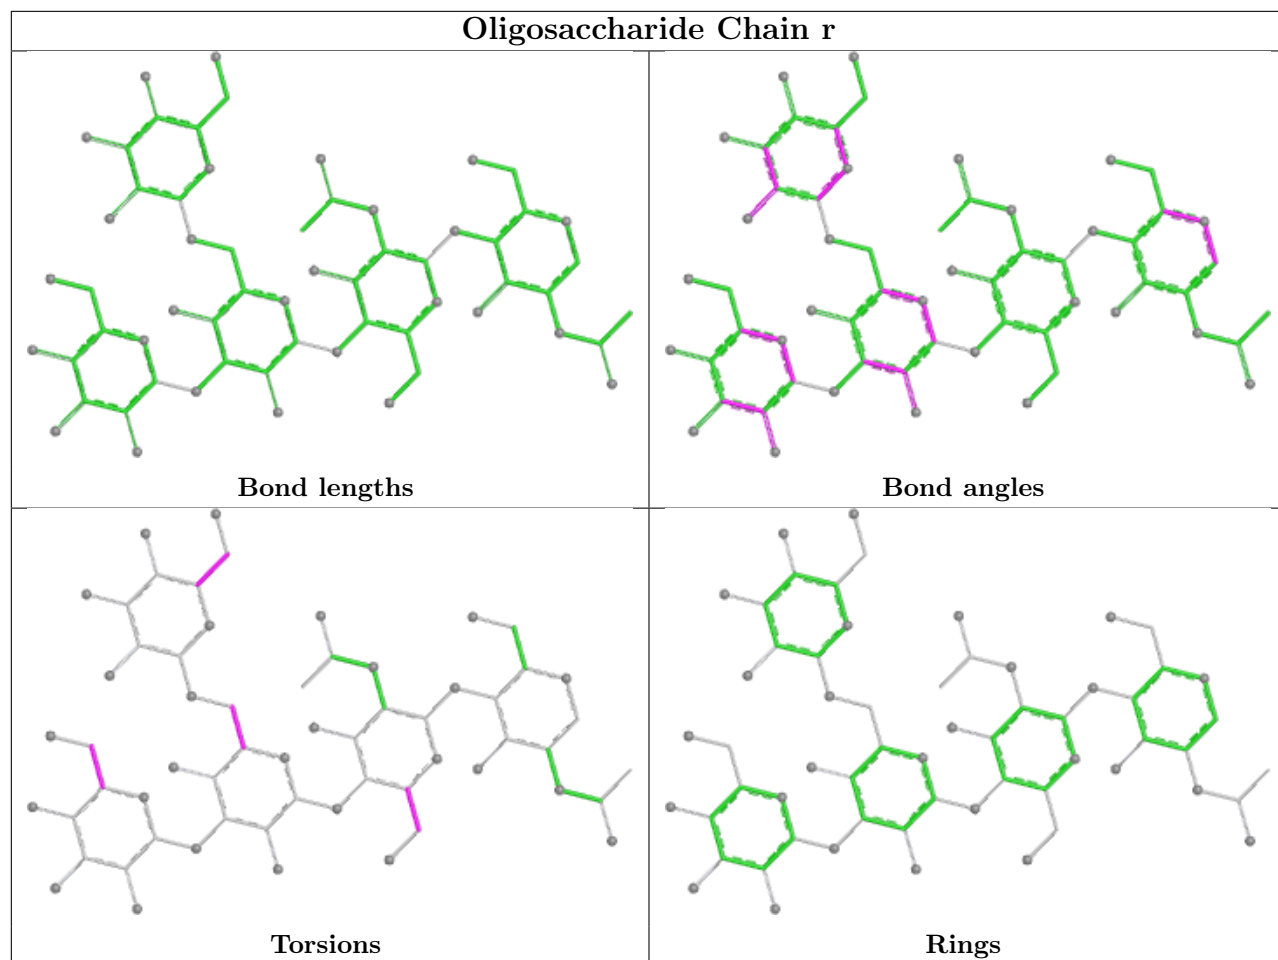 Oligosaccharide Chain r
Bond lengths
Bond angles
Torsions
Rings